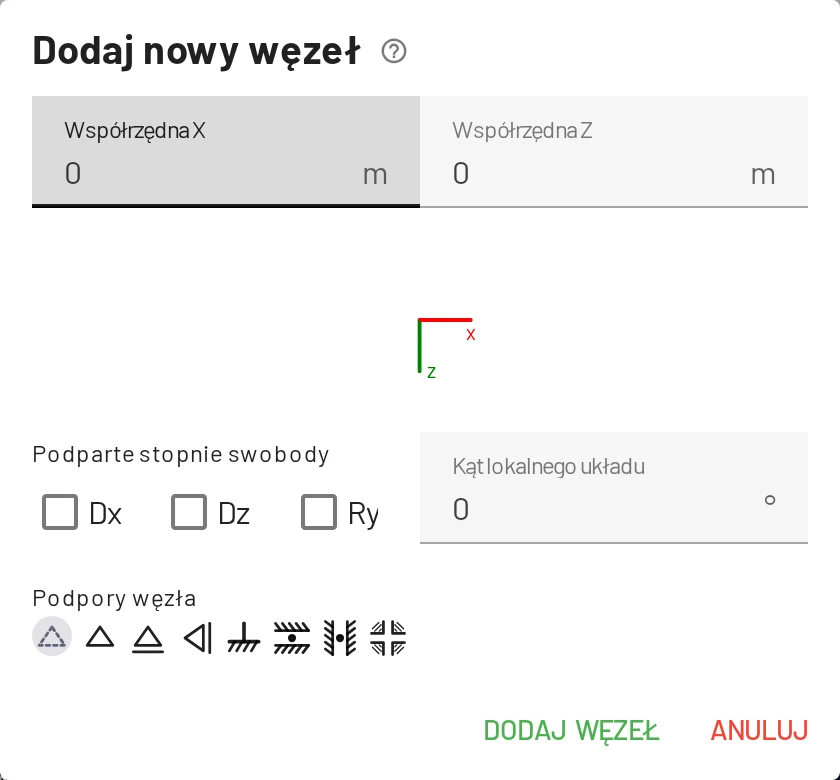 Dodaj nowy węzeł
Współrzędna X
Współrzędna Z
0 m
0 m
x
z
Podparte stopnie swobody
Kąt lokalnego układu
Dx Dz Ry
0 °
Podpory węzła
DODAJ WĘZEŁ ANULUJ